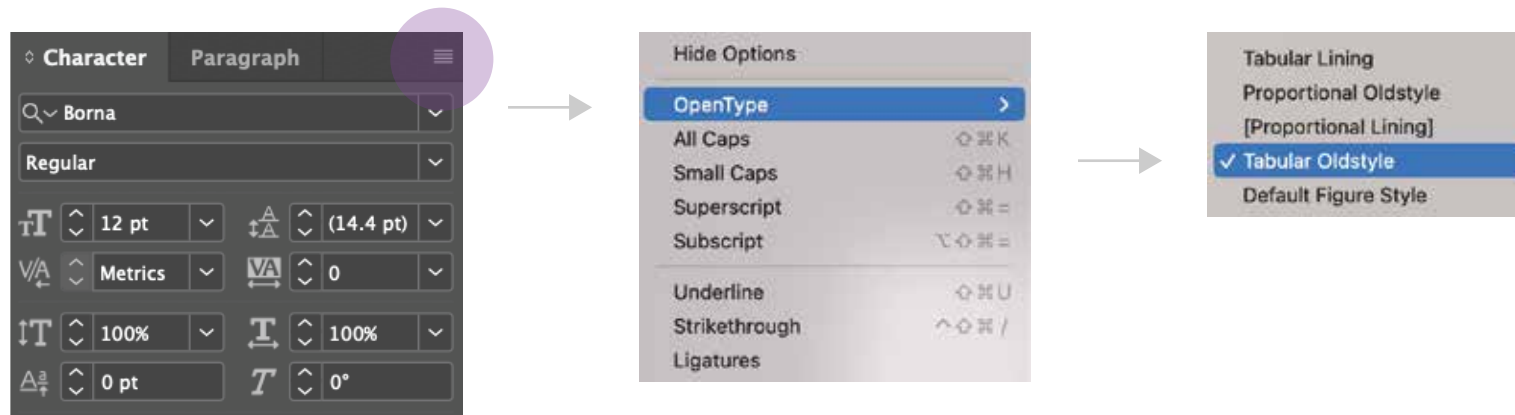 Character Paragraph
Borna
Regular
12 pt (14.4 pt)
Metrics 0
100% 100%
0 pt 0°
Hide Options
OpenType >
All Caps ⇧⌘K
Small Caps ⇧⌘H
Superscript ⇧⌘=
Subscript ⌥⇧⌘=
Underline ⇧⌘U
Strikethrough ^⇧⌘/
Ligatures
Tabular Lining
Proportional Oldstyle
[Proportional Lining]
✓ Tabular Oldstyle
Default Figure Style